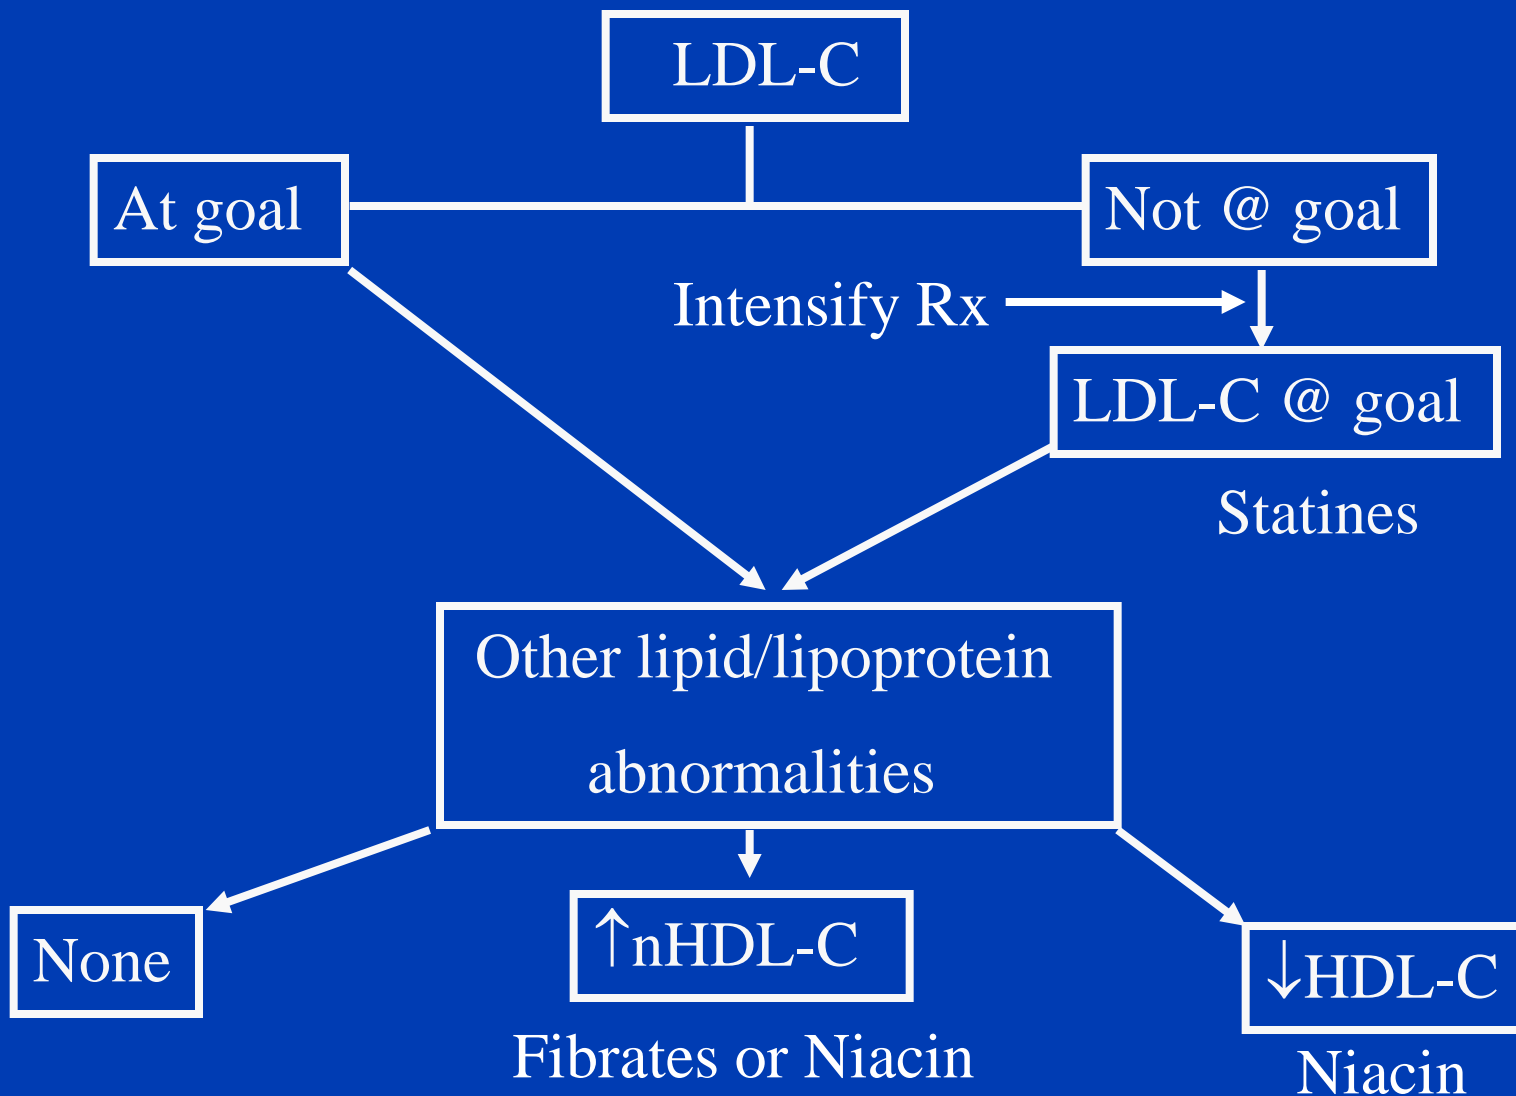 LDL-C
At goal
Not @ goal
Intensify Rx
LDL-C @ goal
Statines
Other lipid/lipoprotein
abnormalities
None
↑nHDL-C
↓HDL-C
Fibrates or Niacin
Niacin